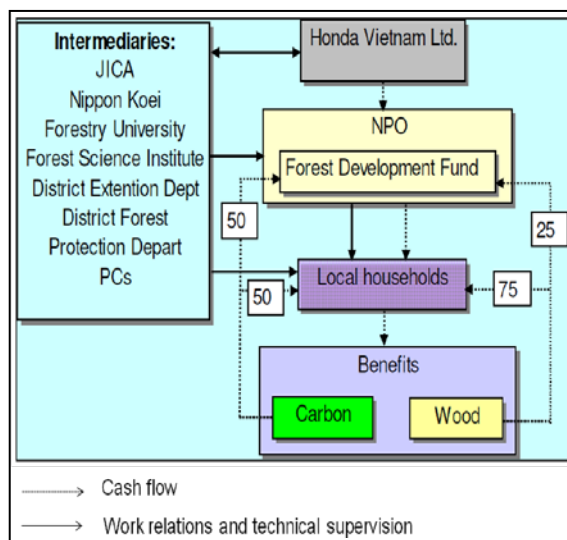 Intermediaries:
JICA
Nippon Koei
Forestry University
Forest Science Institute
District Extention Dept
District Forest
Protection Depart
PCs
Honda Vietnam Ltd.
NPO
Forest Development Fund
50
25
Local households
50
75
Benefits
Carbon
Wood
Cash flow
Work relations and technical supervision